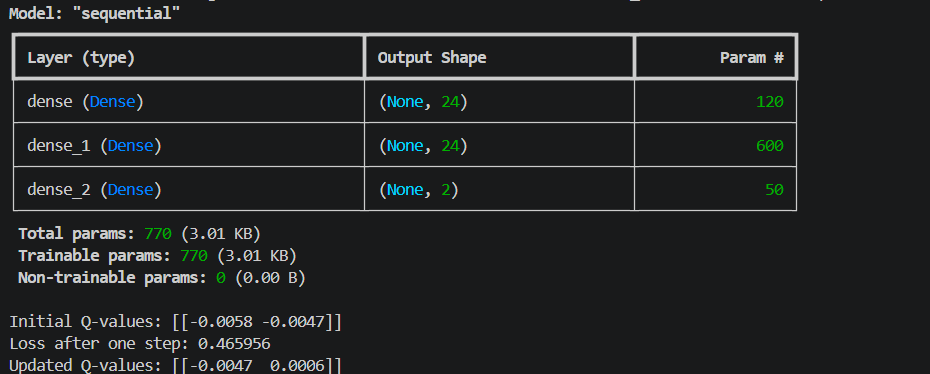 Model: "sequential"
Layer (type) Output Shape Param #
dense (Dense) (None, 24) 120
dense_1 (Dense) (None, 24) 600
dense_2 (Dense) (None, 2) 50
Total params: 770 (3.01 KB)
Trainable params: 770 (3.01 KB)
Non-trainable params: 0 (0.00 B)
Initial Q-values: [[-0.0058 -0.0047]]
Loss after one step: 0.465956
Updated Q-values: [[-0.0047  0.0006]]